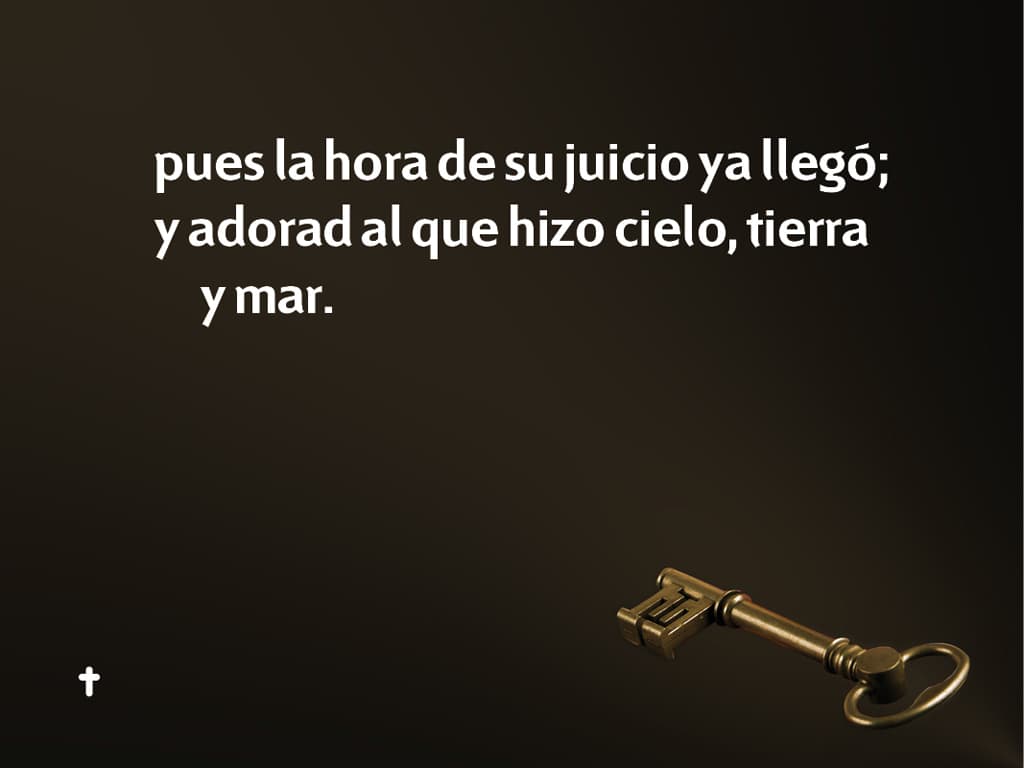 pues la hora de su juicio ya llegó;
y adorad al que hizo cielo, tierra
y mar.